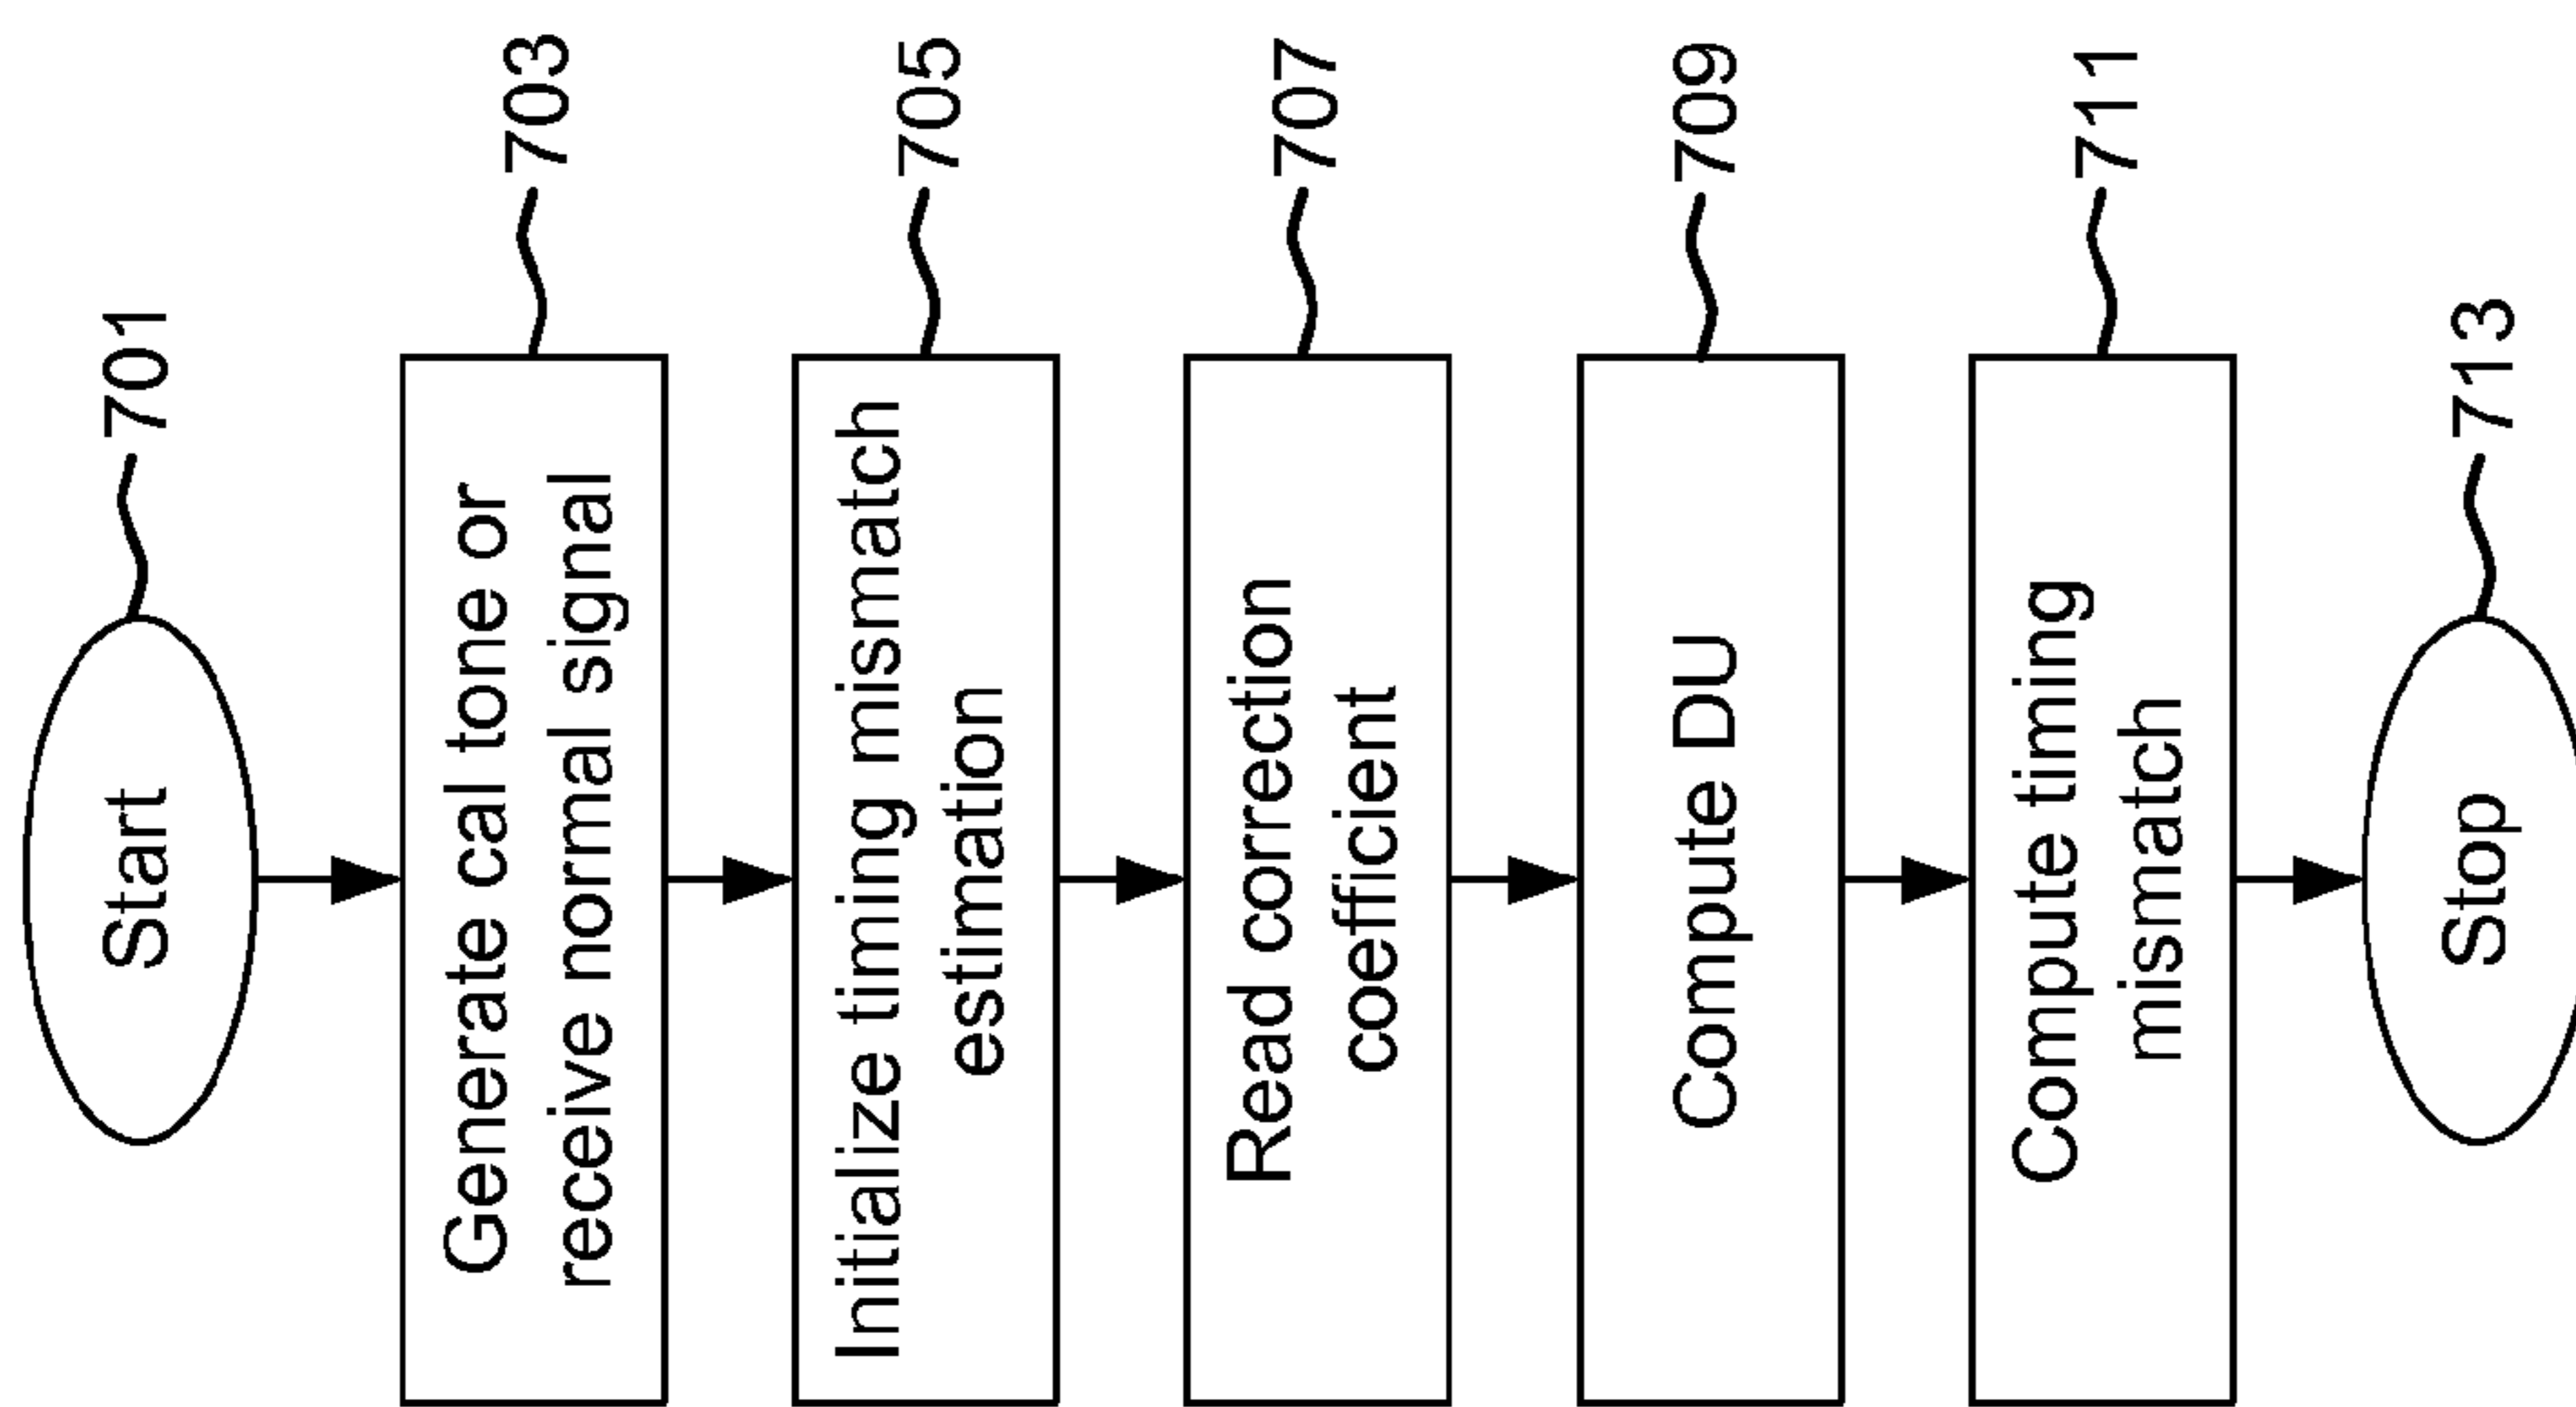 Start
701
Generate cal tone or
receive normal signal
703
Initialize timing mismatch
estimation
705
Read correction
coefficient
707
Compute DU
709
Compute timing
mismatch
711
Stop
713